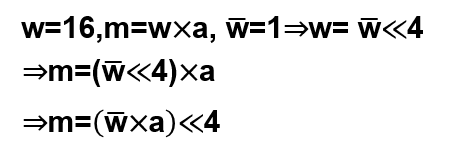 w=16,m=w×a, w̅=1⇒w= w̅≪4
⇒m=(w̅≪4)×a
⇒m=(w̅×a)≪4